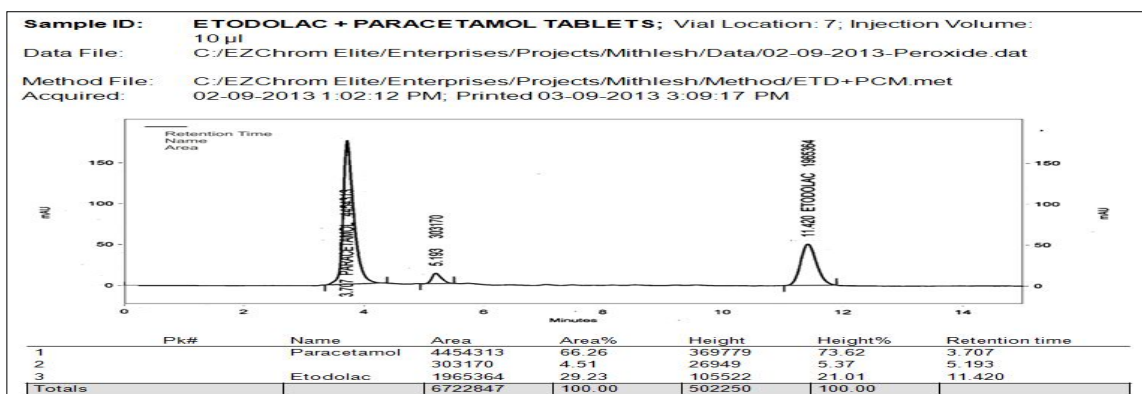 Sample ID: ETODOLAC + PARACETAMOL TABLETS; Vial Location: 7; Injection Volume:
10 µl
Data File: C:/EZChrom Elite/Enterprises/Projects/Mithlesh/Data/02-09-2013-Peroxide.dat
Method File: C:/EZChrom Elite/Enterprises/Projects/Mithlesh/Method/ETD+PCM.met
Acquired: 02-09-2013 1:02:12 PM; Printed 03-09-2013 3:09:17 PM
Retention Time
Name
Area
150
100
50
0
mAU
3.707 PARACETAMOL 4454313
5.193 303170
11.420 ETODOLAC 1965364
150
100
50
0
mAU
0 2 4 6 8 10 12 14
Minutes
Pk# Name Area Area% Height Height% Retention time
1 Paracetamol 4454313 66.26 369779 73.62 3.707
2 303170 4.51 26949 5.37 5.193
3 Etodolac 1965364 29.23 105522 21.01 11.420
Totals 6722847 100.00 502250 100.00